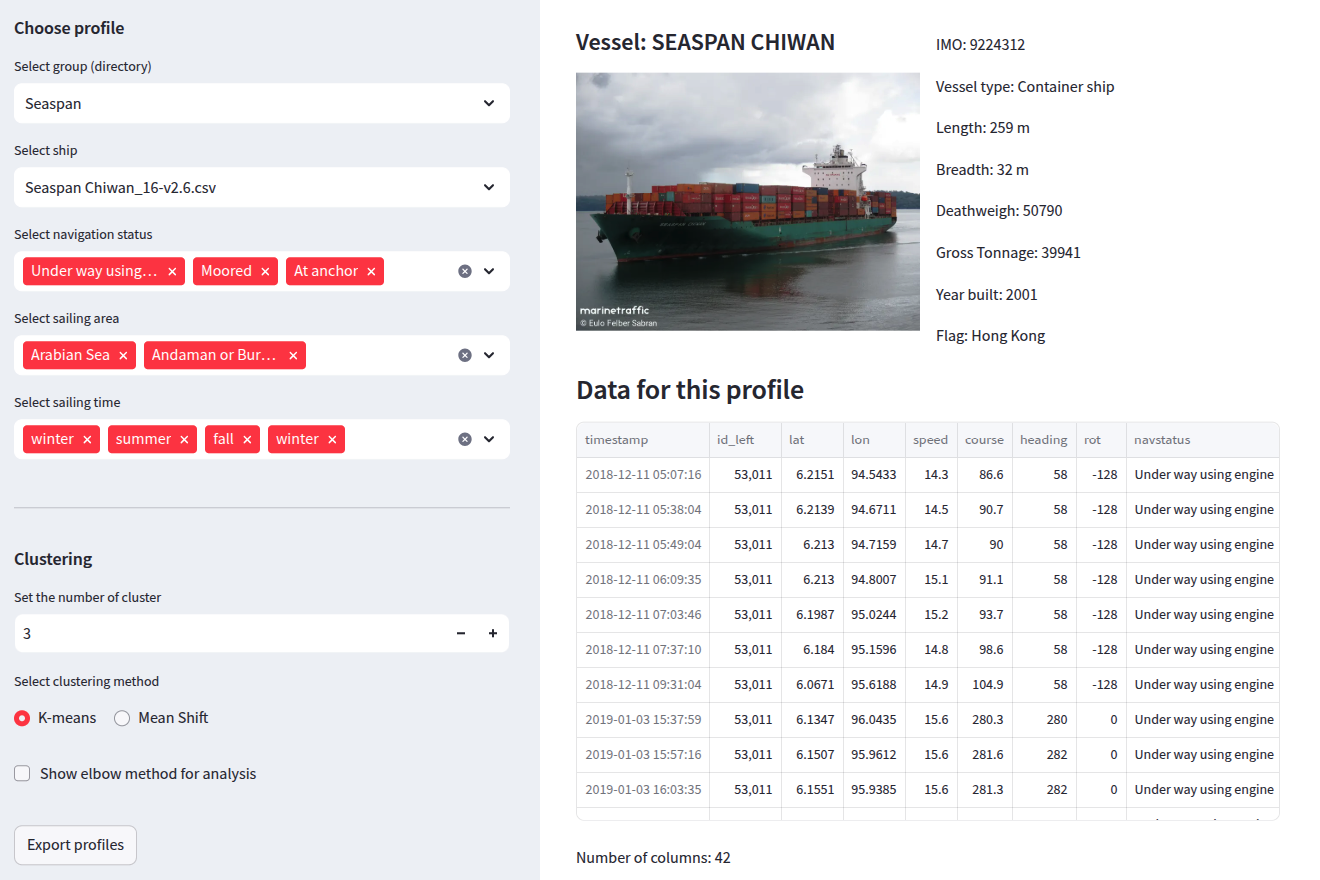 Choose profile
Select group (directory)
Seaspan
Select ship
Seaspan Chiwan_16-v2.6.csv
Select navigation status
Under way using… × Moored × At anchor ×
Select sailing area
Arabian Sea × Andaman or Bur… ×
Select sailing time
winter × summer × fall × winter ×
Clustering
Set the number of cluster
3 − +
Select clustering method
K-means Mean Shift
Show elbow method for analysis
Export profiles
Vessel: SEASPAN CHIWAN
SEASPAN CHIWAN
marinetraffic
© Eulo Felber Sabran
IMO: 9224312
Vessel type: Container ship
Length: 259 m
Breadth: 32 m
Deathweigh: 50790
Gross Tonnage: 39941
Year built: 2001
Flag: Hong Kong
Data for this profile
timestamp id_left lat lon speed course heading rot navstatus
2018-12-11 05:07:16 53,011 6.2151 94.5433 14.3 86.6 58 -128 Under way using engine
2018-12-11 05:38:04 53,011 6.2139 94.6711 14.5 90.7 58 -128 Under way using engine
2018-12-11 05:49:04 53,011 6.213 94.7159 14.7 90 58 -128 Under way using engine
2018-12-11 06:09:35 53,011 6.213 94.8007 15.1 91.1 58 -128 Under way using engine
2018-12-11 07:03:46 53,011 6.1987 95.0244 15.2 93.7 58 -128 Under way using engine
2018-12-11 07:37:10 53,011 6.184 95.1596 14.8 98.6 58 -128 Under way using engine
2018-12-11 09:31:04 53,011 6.0671 95.6188 14.9 104.9 58 -128 Under way using engine
2019-01-03 15:37:59 53,011 6.1347 96.0435 15.6 280.3 280 0 Under way using engine
2019-01-03 15:57:16 53,011 6.1507 95.9612 15.6 281.6 282 0 Under way using engine
2019-01-03 16:03:35 53,011 6.1551 95.9385 15.6 281.3 282 0 Under way using engine
Number of columns: 42